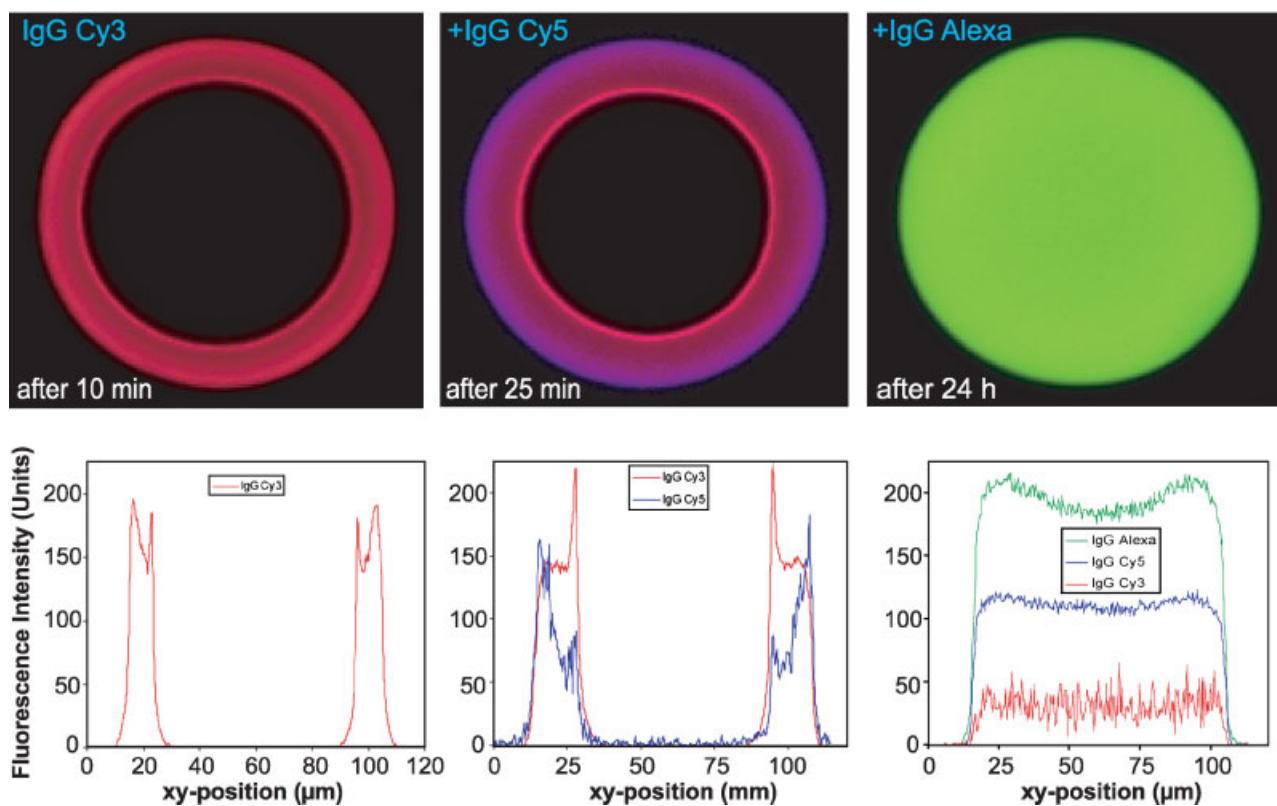 IgG Cy3
after 10 min
+IgG Cy5
after 25 min
+IgG Alexa
after 24 h
Fluorescence Intensity (Units)
200
150
100
50
0
IgG Cy3
0 20 40 60 80 100 120
xy-position (µm)
200
150
100
50
0
IgG Cy3
IgG Cy5
0 25 50 75 100
xy-position (mm)
200
150
100
50
0
IgG Alexa
IgG Cy5
IgG Cy3
25 50 75 100
xy-position (µm)